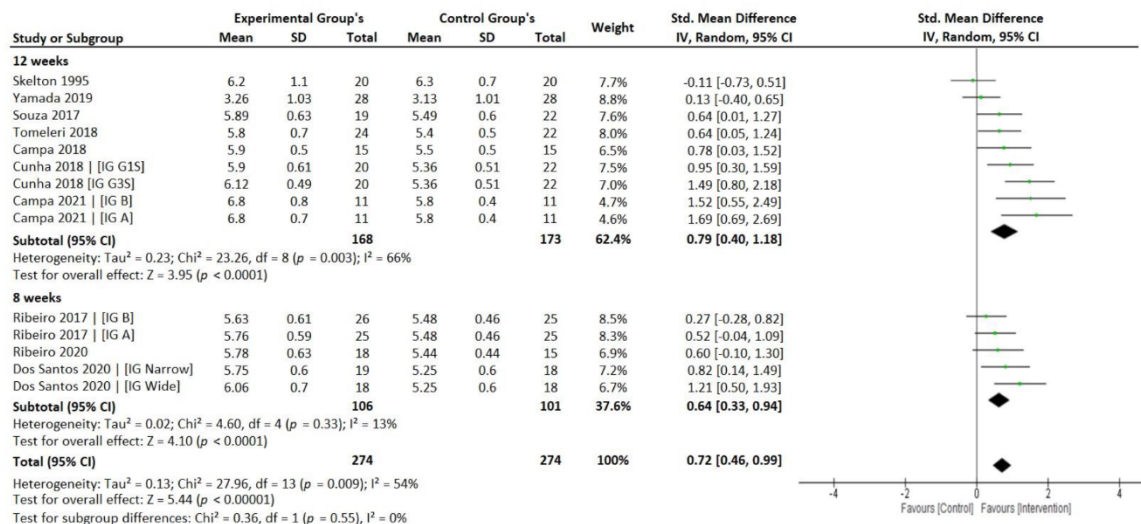 Experimental Group's Control Group's Weight Std. Mean Difference Std. Mean Difference
Study or Subgroup Mean SD Total Mean SD Total IV, Random, 95% CI IV, Random, 95% CI
12 weeks
Skelton 1995 6.2 1.1 20 6.3 0.7 20 7.7% -0.11 [-0.73, 0.51]
Yamada 2019 3.26 1.03 28 3.13 1.01 28 8.8% 0.13 [-0.40, 0.65]
Souza 2017 5.89 0.63 19 5.49 0.6 22 7.6% 0.64 [0.01, 1.27]
Tomeleri 2018 5.8 0.7 24 5.4 0.5 22 8.0% 0.64 [0.05, 1.24]
Campa 2018 5.9 0.5 15 5.5 0.5 15 6.5% 0.78 [0.03, 1.52]
Cunha 2018 | [IG G1S] 5.9 0.61 20 5.36 0.51 22 7.5% 0.95 [0.30, 1.59]
Cunha 2018 [IG G3S] 6.12 0.49 20 5.36 0.51 22 7.0% 1.49 [0.80, 2.18]
Campa 2021 | [IG B] 6.8 0.8 11 5.8 0.4 11 4.7% 1.52 [0.55, 2.49]
Campa 2021 | [IG A] 6.8 0.7 11 5.8 0.4 11 4.6% 1.69 [0.69, 2.69]
Subtotal (95% CI) 168 173 62.4% 0.79 [0.40, 1.18]
Heterogeneity: Tau² = 0.23; Chi² = 23.26, df = 8 (p = 0.003); I² = 66%
Test for overall effect: Z = 3.95 (p < 0.0001)
8 weeks
Ribeiro 2017 | [IG B] 5.63 0.61 26 5.48 0.46 25 8.5% 0.27 [-0.28, 0.82]
Ribeiro 2017 | [IG A] 5.76 0.59 25 5.48 0.46 25 8.3% 0.52 [-0.04, 1.09]
Ribeiro 2020 5.78 0.63 18 5.44 0.44 15 6.9% 0.60 [-0.10, 1.30]
Dos Santos 2020 | [IG Narrow] 5.75 0.6 19 5.25 0.6 18 7.2% 0.82 [0.14, 1.49]
Dos Santos 2020 | [IG Wide] 6.06 0.7 18 5.25 0.6 18 6.7% 1.21 [0.50, 1.93]
Subtotal (95% CI) 106 101 37.6% 0.64 [0.33, 0.94]
Heterogeneity: Tau² = 0.02; Chi² = 4.60, df = 4 (p = 0.33); I² = 13%
Test for overall effect: Z = 4.10 (p < 0.0001)
Total (95% CI) 274 274 100% 0.72 [0.46, 0.99]
Heterogeneity: Tau² = 0.13; Chi² = 27.96, df = 13 (p = 0.009); I² = 54%
Test for overall effect: Z = 5.44 (p < 0.00001)
Test for subgroup differences: Chi² = 0.36, df = 1 (p = 0.55), I² = 0%
-4 -2 0 2 4
Favours [Control] Favours [Intervention]